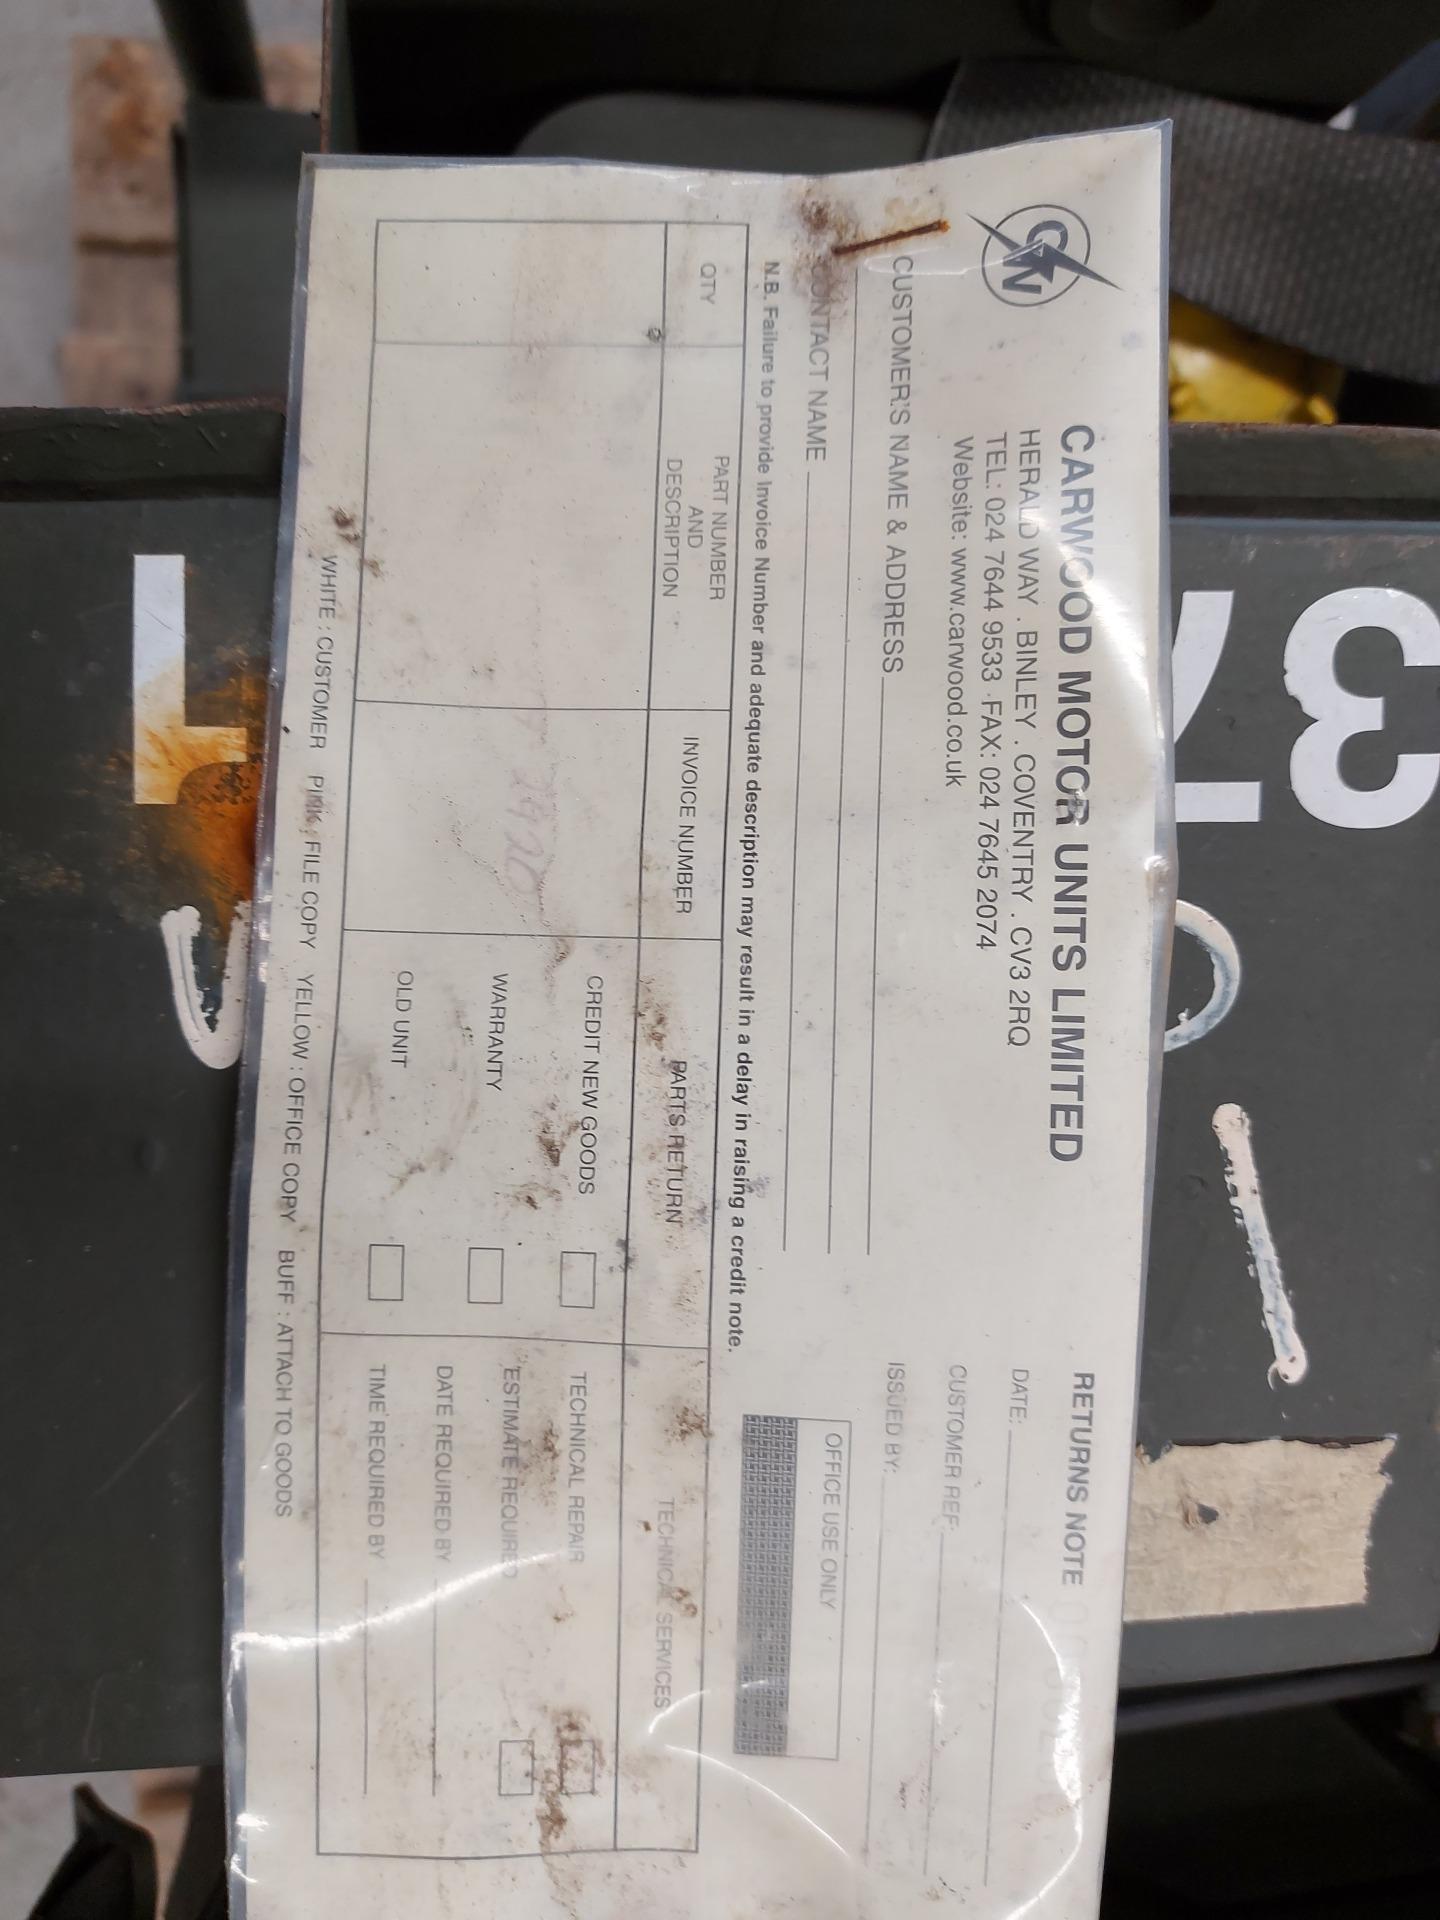 CARWOOD MOTOR UNITS LIMITED
HERALD WAY . BINLEY . COVENTRY . CV3 2RQ
TEL: 024 7644 9533 FAX: 024 7645 2074
Website: www.carwood.co.uk
RETURNS NOTE
DATE:
CUSTOMER REF:
ISSUED BY:
CUSTOMER'S NAME & ADDRESS
CONTACT NAME
OFFICE USE ONLY
N.B. Failure to provide Invoice Number and adequate description may result in a delay in raising a credit note.
QTY
PART NUMBER
AND
DESCRIPTION
INVOICE NUMBER
PARTS RETURN
TECHNICAL SERVICES
CREDIT NEW GOODS
WARRANTY
OLD UNIT
TECHNICAL REPAIR
ESTIMATE REQUIRED
DATE REQUIRED BY
TIME REQUIRED BY
WHITE : CUSTOMER PINK : FILE COPY YELLOW : OFFICE COPY BUFF : ATTACH TO GOODS